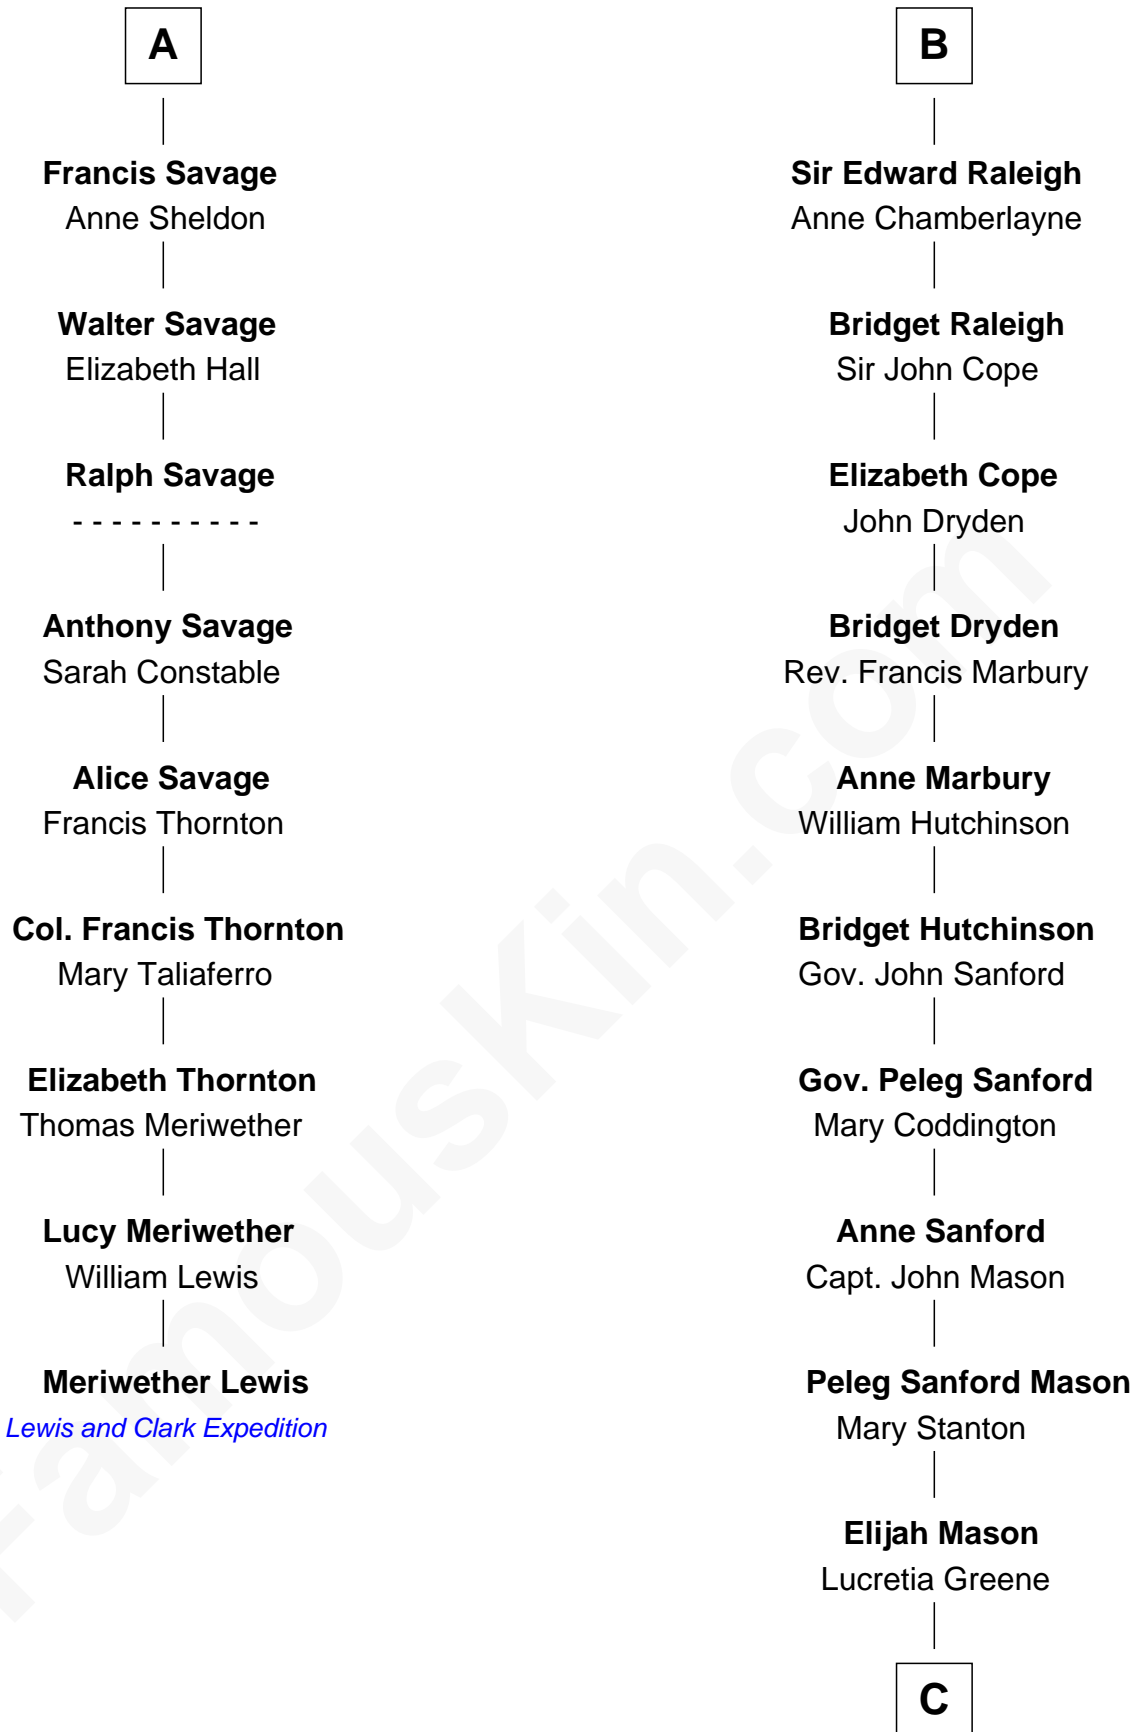 A
Francis Savage
Anne Sheldon
Walter Savage
Elizabeth Hall
Ralph Savage
- - - - - - - - - -
Anthony Savage
Sarah Constable
Alice Savage
Francis Thornton
Col. Francis Thornton
Mary Taliaferro
Elizabeth Thornton
Thomas Meriwether
Lucy Meriwether
William Lewis
Meriwether Lewis
Lewis and Clark Expedition
B
Sir Edward Raleigh
Anne Chamberlayne
Bridget Raleigh
Sir John Cope
Elizabeth Cope
John Dryden
Bridget Dryden
Rev. Francis Marbury
Anne Marbury
William Hutchinson
Bridget Hutchinson
Gov. John Sanford
Gov. Peleg Sanford
Mary Coddington
Anne Sanford
Capt. John Mason
Peleg Sanford Mason
Mary Stanton
Elijah Mason
Lucretia Greene
C
FamousKin.com